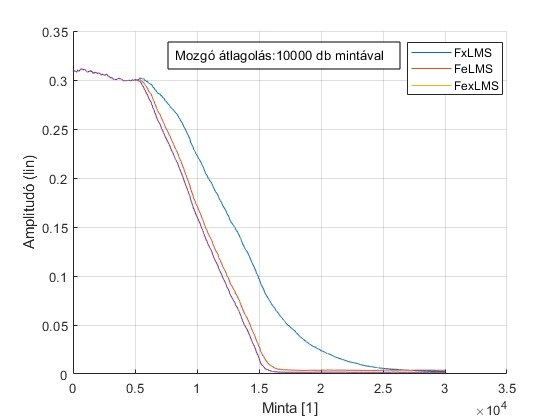 0.35
Mozgó átlagolás:10000 db mintával
FxLMS
FeLMS
FexLMS
0.3
0.25
0.2
0.15
0.1
0.05
0
Amplitudó (lin)
0 0.5 1 1.5 2 2.5 3 3.5
Minta [1]
×10⁴